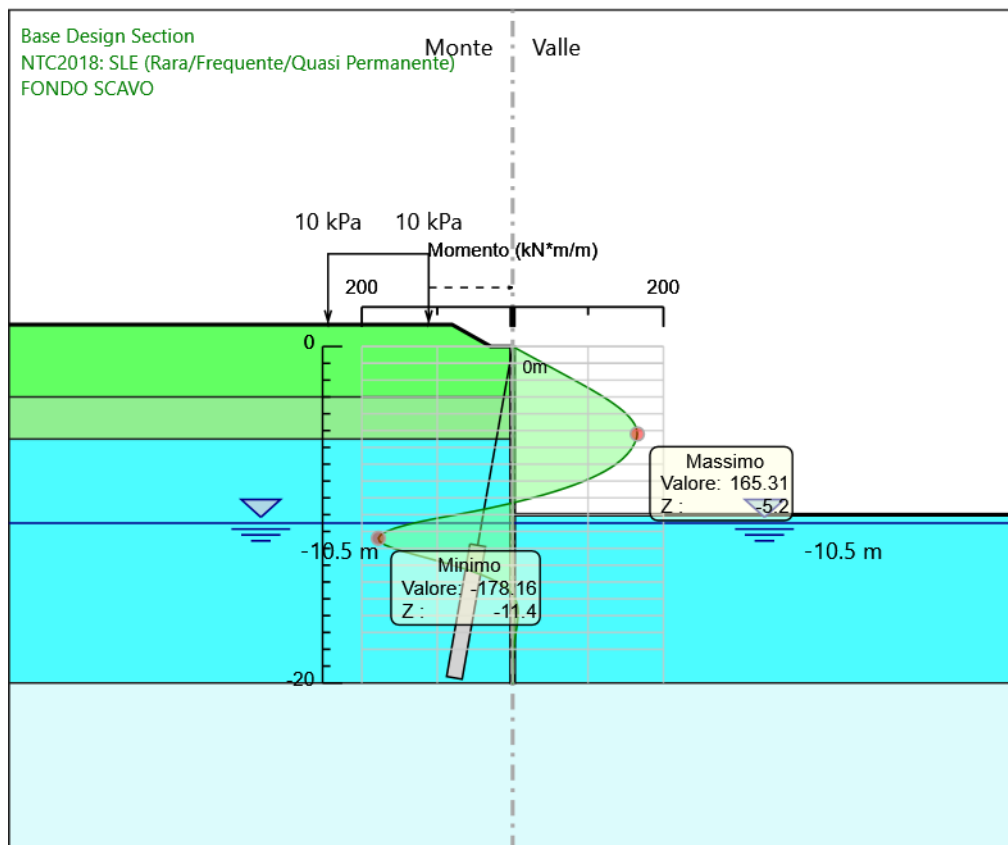 Base Design Section
NTC2018: SLE (Rara/Frequente/Quasi Permanente)
FONDO SCAVO
Monte
Valle
10 kPa
10 kPa
Momento (kN*m/m)
200
200
0
0m
Massimo
Valore: 165.31
Z : -5.2
-10.5 m
-10.5 m
Minimo
Valore: -178.16
Z : -11.4
-20